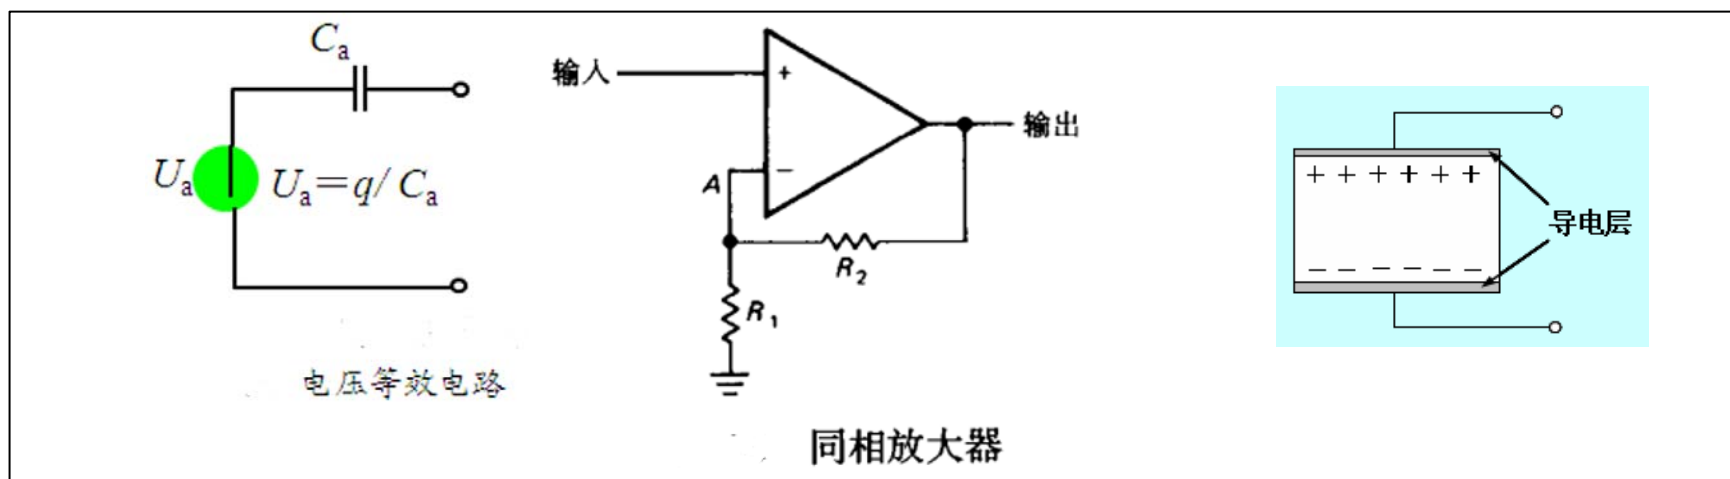 Cₐ
Uₐ
Uₐ=q/ Cₐ
电压等效电路
输入
+
−
A
R₂
R₁
输出
同相放大器
+ + + + + +
− − − − − −
导电层